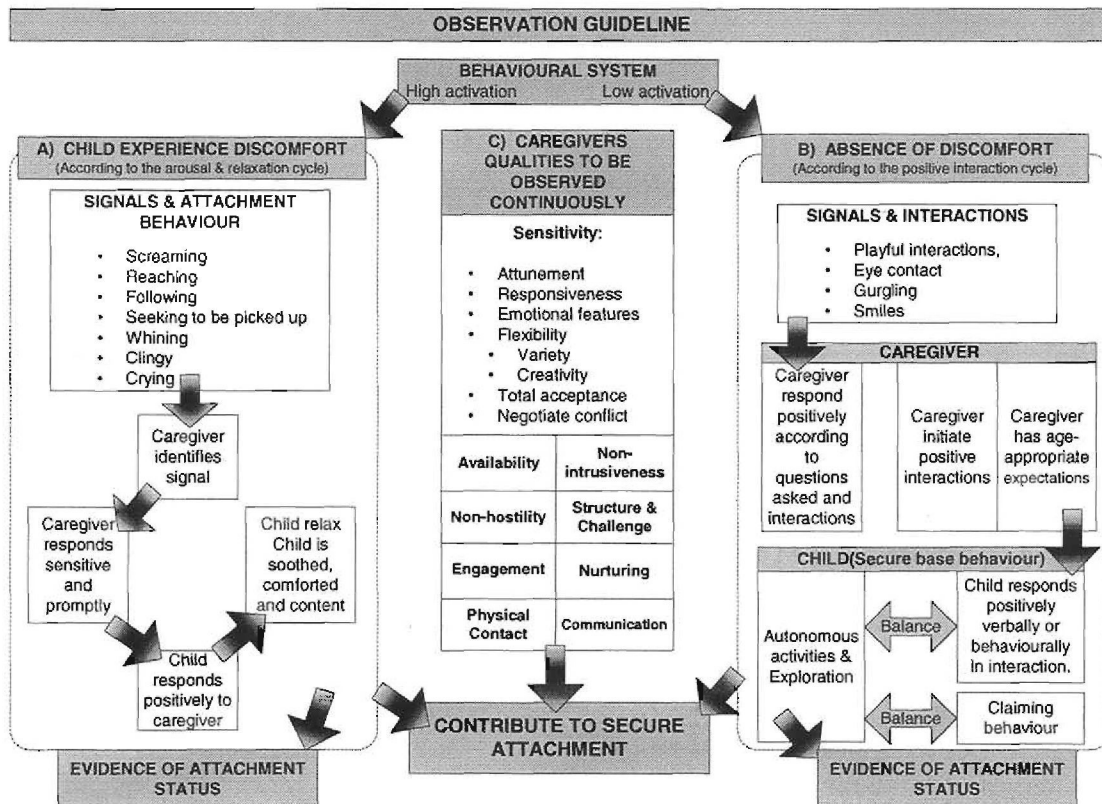 OBSERVATION GUIDELINE
BEHAVIOURAL SYSTEM
High activation Low activation
A) CHILD EXPERIENCE DISCOMFORT
(According to the arousal & relaxation cycle)
SIGNALS & ATTACHMENT
BEHAVIOUR
• Screaming
• Reaching
• Following
• Seeking to be picked up
• Whining
• Clingy
• Crying
Caregiver
identifies
signal
Caregiver
responds
sensitive
and
promptly
Child relax
Child is
soothed,
comforted
and content
Child
responds
positively to
caregiver
EVIDENCE OF ATTACHMENT
STATUS
C) CAREGIVERS
QUALITIES TO BE
OBSERVED
CONTINUOUSLY
Sensitivity:
• Attunement
• Responsiveness
• Emotional features
• Flexibility
• Variety
• Creativity
• Total acceptance
• Negotiate conflict
Availability
Non-
intrusiveness
Non-hostility
Structure &
Challenge
Engagement
Nurturing
Physical
Contact
Communication
CONTRIBUTE TO SECURE
ATTACHMENT
B) ABSENCE OF DISCOMFORT
(According to the positive interaction cycle)
SIGNALS & INTERACTIONS
• Playful interactions,
• Eye contact
• Gurgling
• Smiles
CAREGIVER
Caregiver
respond
positively
according
to
questions
asked and
interactions
Caregiver
initiate
positive
interactions
Caregiver
has age-
appropriate
expectations
CHILD(Secure base behaviour)
Autonomous
activities &
Exploration
Balance
Child responds
positively
verbally or
behaviourally
in interaction.
Balance
Claiming
behaviour
EVIDENCE OF ATTACHMENT
STATUS